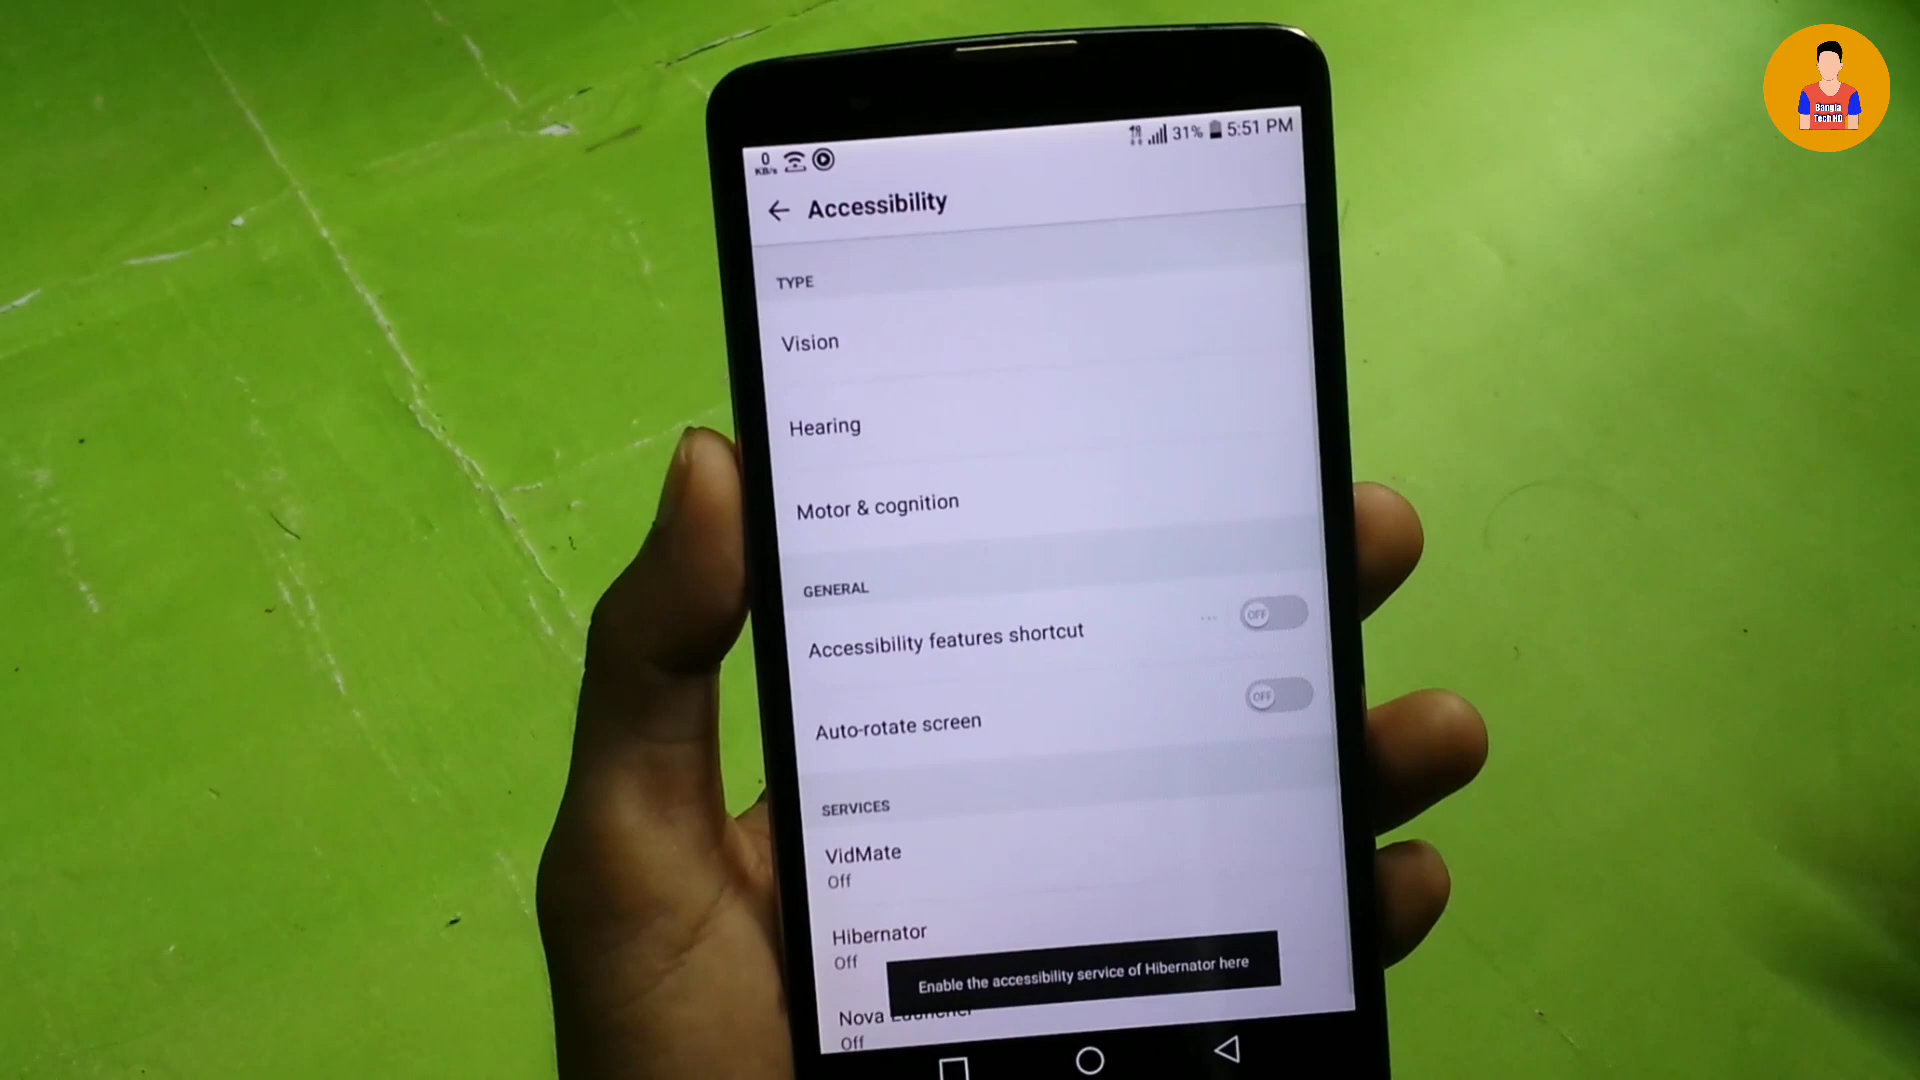 0
KB/s
31%
5:51 PM
Accessibility
TYPE
Vision
Hearing
Motor & cognition
GENERAL
Accessibility features shortcut
...
OFF
Auto-rotate screen
OFF
SERVICES
VidMate
Off
Hibernator
Off
Enable the accessibility service of Hibernator here
Nova Launcher
Off
Bangla
Tech HD